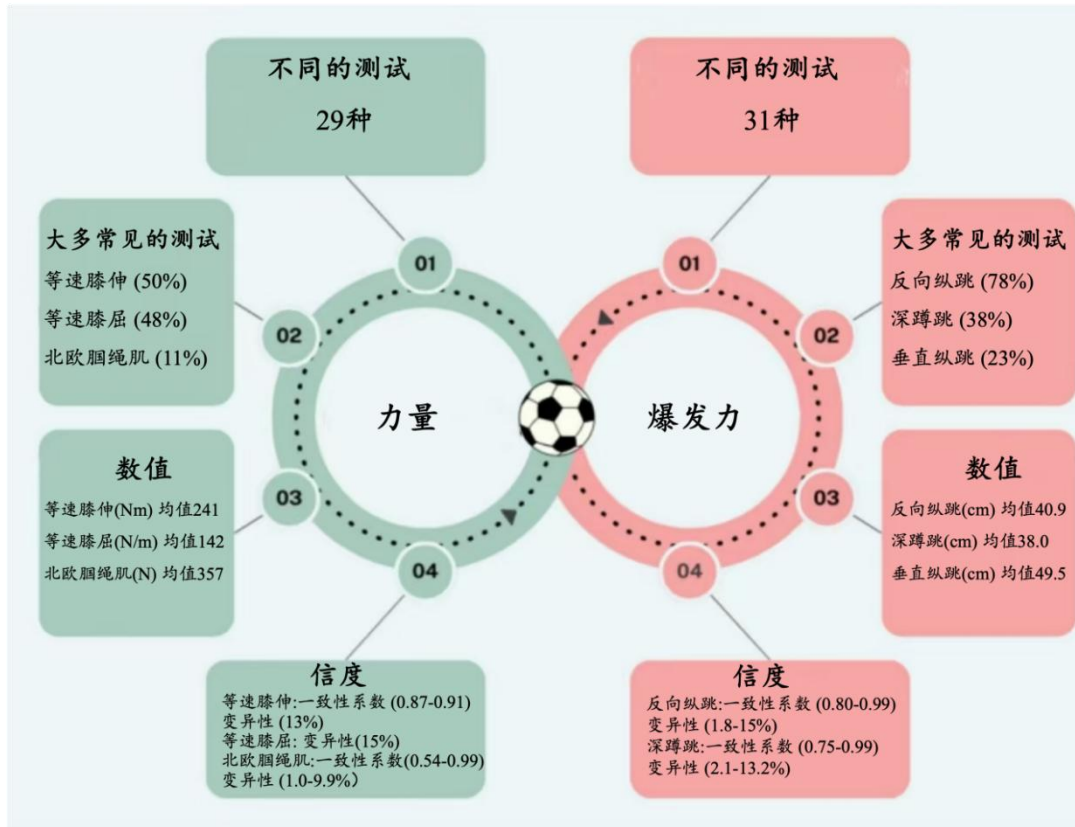 不同的测试
29种
不同的测试
31种
大多常见的测试
等速膝伸 (50%)
等速膝屈 (48%)
北欧腘绳肌 (11%)
01
02
03
04
力量
01
02
03
04
爆发力
大多常见的测试
反向纵跳 (78%)
深蹲跳 (38%)
垂直纵跳 (23%)
数值
等速膝伸(Nm) 均值241
等速膝屈(N/m) 均值142
北欧腘绳肌(N) 均值357
数值
反向纵跳(cm) 均值40.9
深蹲跳(cm) 均值38.0
垂直纵跳(cm) 均值49.5
信度
等速膝伸:一致性系数 (0.87-0.91)
变异性 (13%)
等速膝屈: 变异性(15%)
北欧腘绳肌:一致性系数(0.54-0.99)
变异性 (1.0-9.9%）
信度
反向纵跳:一致性系数 (0.80-0.99)
变异性 (1.8-15%)
深蹲跳:一致性系数 (0.75-0.99)
变异性 (2.1-13.2%)